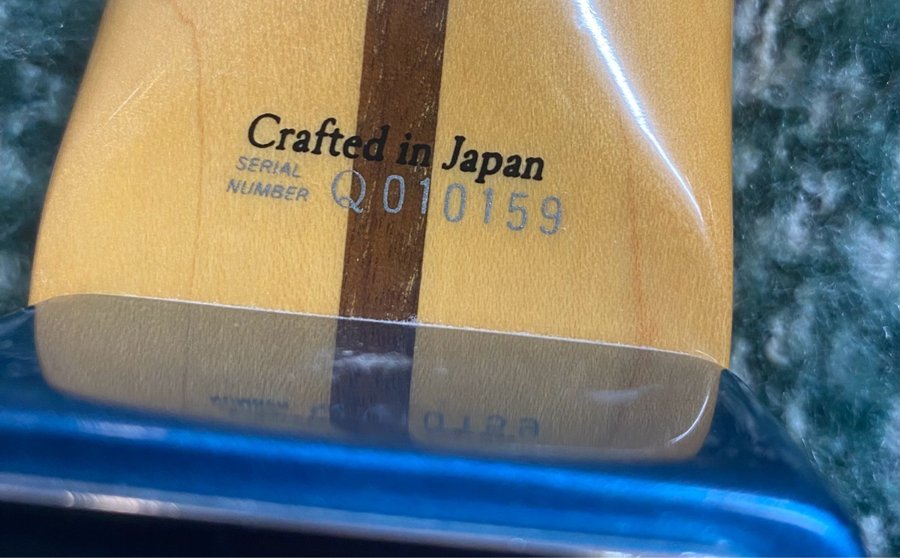 Crafted in Japan
SERIAL
NUMBER Q010159